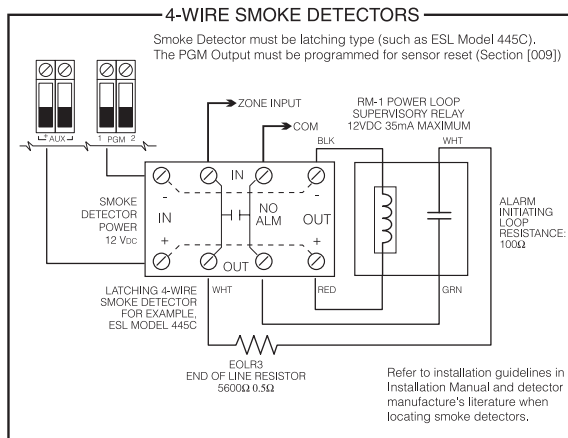 4-WIRE SMOKE DETECTORS
Smoke Detector must be latching type (such as ESL Model 445C).
The PGM Output must be programmed for sensor reset (Section [009])
+ AUX -
1 PGM 2
ZONE INPUT
COM
RM-1 POWER LOOP
SUPERVISORY RELAY
12VDC 35mA MAXIMUM
BLK
WHT
IN
-
IN
+
NO
ALM
-
OUT
+
OUT
SMOKE
DETECTOR
POWER
12 VDC
ALARM
INITIATING
LOOP
RESISTANCE:
100Ω
LATCHING 4-WIRE
SMOKE DETECTOR
FOR EXAMPLE,
ESL MODEL 445C
WHT
RED
GRN
EOLR3
END OF LINE RESISTOR
5600Ω 0.5Ω
Refer to installation guidelines in
Installation Manual and detector
manufacture's literature when
locating smoke detectors.